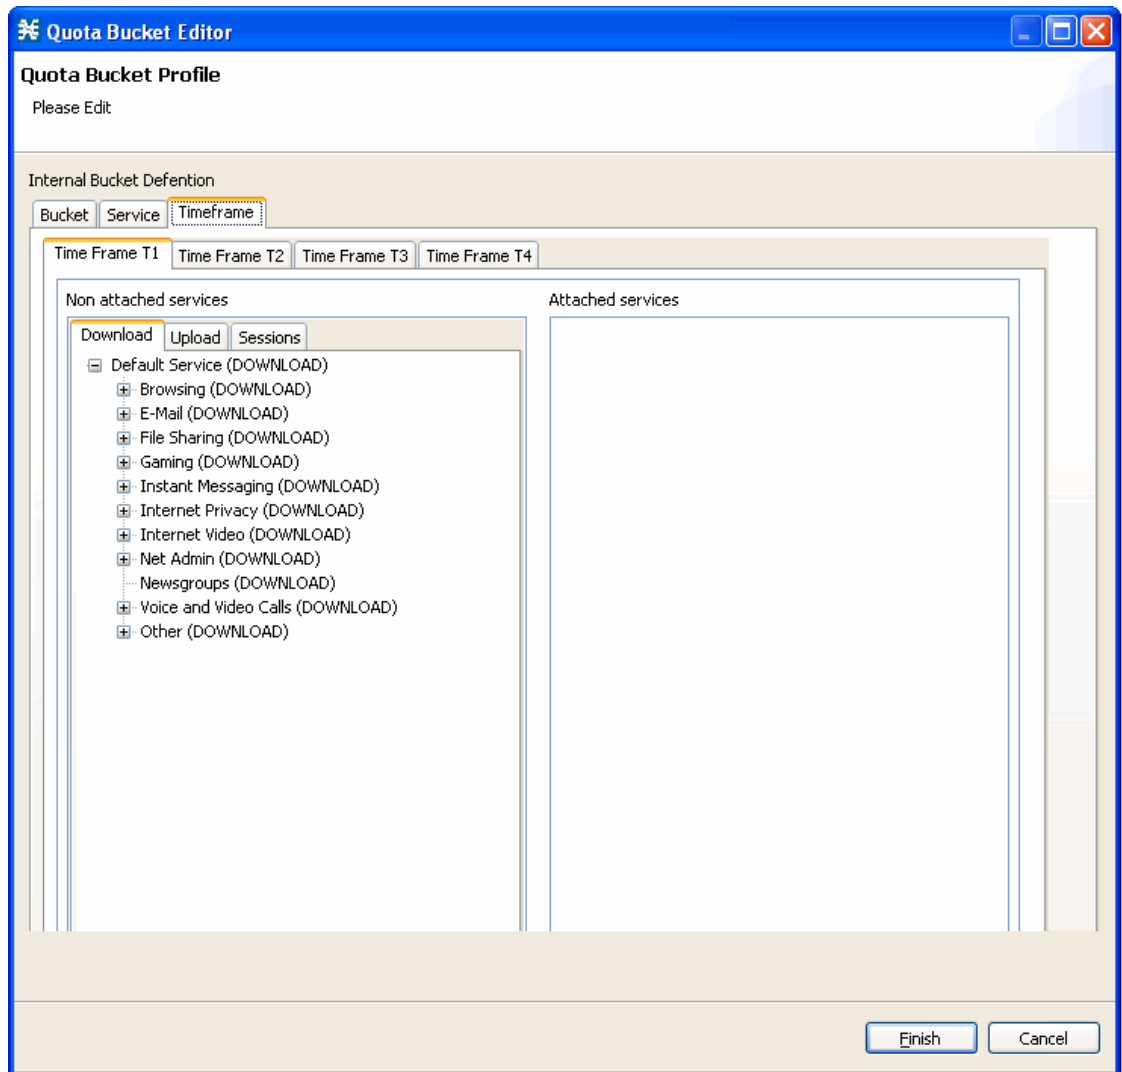 Quota Bucket Editor
Quota Bucket Profile
Please Edit
Internal Bucket Defention
Bucket Service Timeframe
Time Frame T1 Time Frame T2 Time Frame T3 Time Frame T4
Non attached services Attached services
Download Upload Sessions
Default Service (DOWNLOAD)
Browsing (DOWNLOAD)
E-Mail (DOWNLOAD)
File Sharing (DOWNLOAD)
Gaming (DOWNLOAD)
Instant Messaging (DOWNLOAD)
Internet Privacy (DOWNLOAD)
Internet Video (DOWNLOAD)
Net Admin (DOWNLOAD)
Newsgroups (DOWNLOAD)
Voice and Video Calls (DOWNLOAD)
Other (DOWNLOAD)
Finish Cancel